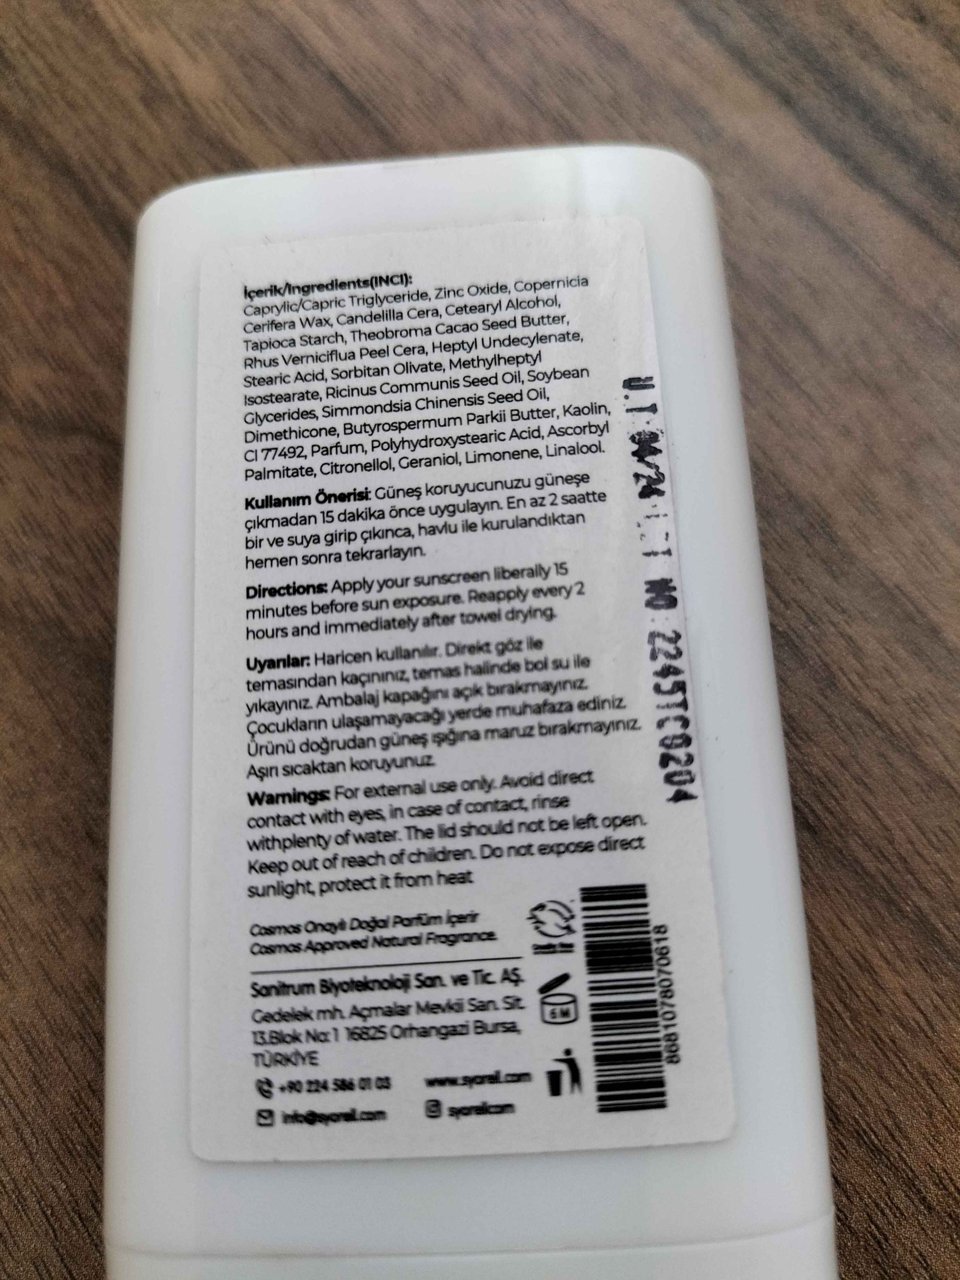 İçerik/Ingredients(INCI):
Caprylic/Capric Triglyceride, Zinc Oxide, Copernicia
Cerifera Wax, Candelilla Cera, Cetearyl Alcohol,
Tapioca Starch, Theobroma Cacao Seed Butter,
Rhus Verniciflua Peel Cera, Heptyl Undecylenate,
Stearic Acid, Sorbitan Olivate, Methylheptyl
Isostearate, Ricinus Communis Seed Oil, Soybean
Glycerides, Simmondsia Chinensis Seed Oil,
Dimethicone, Butyrospermum Parkii Butter, Kaolin,
CI 77492, Parfum, Polyhydroxystearic Acid, Ascorbyl
Palmitate, Citronellol, Geraniol, Limonene, Linalool.
Kullanım Önerisi: Güneş koruyucunuzu güneşe
çıkmadan 15 dakika önce uygulayın. En az 2 saatte
bir ve suya girip çıkınca, havlu ile kurulandıktan
hemen sonra tekrarlayın.
Directions: Apply your sunscreen liberally 15
minutes before sun exposure. Reapply every 2
hours and immediately after towel drying.
Uyarılar: Haricen kullanılır. Direkt göz ile
temasından kaçınınız, temas halinde bol su ile
yıkayınız. Ambalaj kapağını açık bırakmayınız.
Çocukların ulaşamayacağı yerde muhafaza ediniz.
Ürünü doğrudan güneş ışığına maruz bırakmayınız.
Aşırı sıcaktan koruyunuz.
Warnings: For external use only. Avoid direct
contact with eyes, in case of contact, rinse
withplenty of water. The lid should not be left open.
Keep out of reach of children. Do not expose direct
sunlight, protect it from heat
Cosmos Onaylı Doğal Parfüm İçerir
Cosmos Approved Natural Fragrance.
Sanitrum Biyoteknoloji San. ve Tic. AŞ.
Gedelek mh. Açmalar Mevkii San. Sit.
13.Blok No: 1 16825 Orhangazi Bursa,
TÜRKİYE
+90 224 586 01 03
www.syareli.com
info@syareli.com
syarelicom
6 M
8681078070618
Ü.T 04/24
NO: 2245TS0204